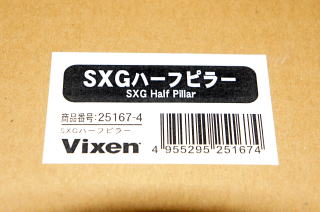 SXGハーフピラー
SXG Half Pillar
商品番号:25167-4
SXGハーフピラー
Vixen
4 955295 251674